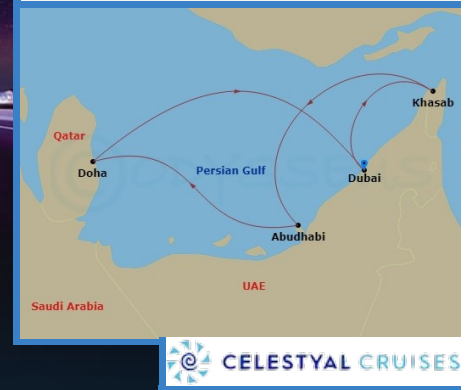 Khasab
Qatar
Doha
Persian Gulf
Dubai
Abudhabi
UAE
Saudi Arabia
CELESTYAL CRUISES